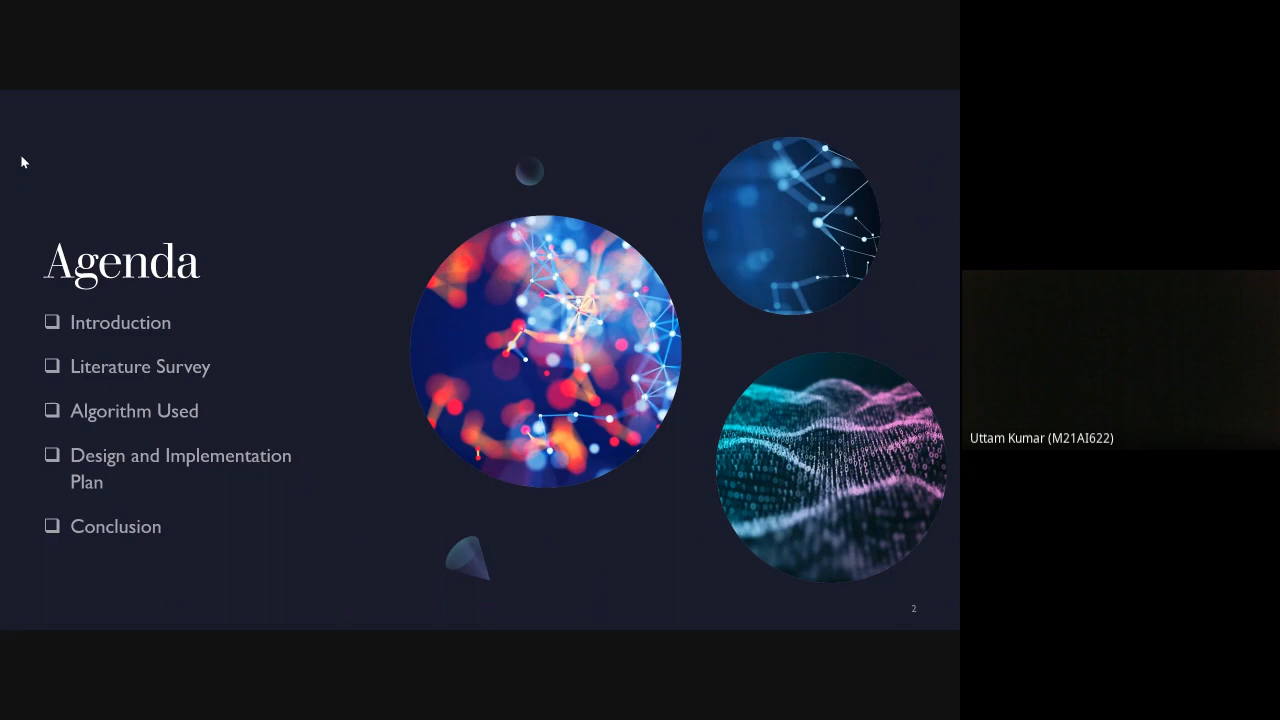 Agenda
❑ Introduction
❑ Literature Survey
❑ Algorithm Used
❑ Design and Implementation
Plan
❑ Conclusion
2
Uttam Kumar (M21AI622)